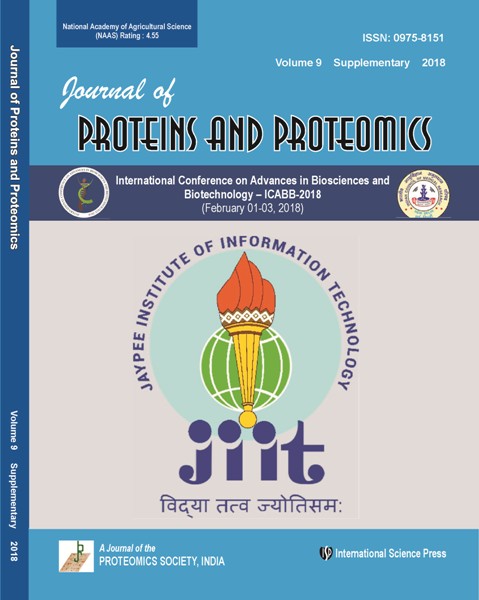 Journal of Proteins and Proteomics
Volume 9 Supplementary 2018
National Academy of Agricultural Science
(NAAS) Rating : 4.55
ISSN: 0975-8151
Volume 9 Supplementary 2018
Journal of
PROTEINS AND PROTEOMICS
International Conference on Advances in Biosciences and
Biotechnology – ICABB-2018
(February 01-03, 2018)
JAYPEE INSTITUTE OF INFORMATION TECHNOLOGY
jiit
विद्या तत्व ज्योतिसम:
A Journal of the
PROTEOMICS SOCIETY, INDIA
ISP International Science Press